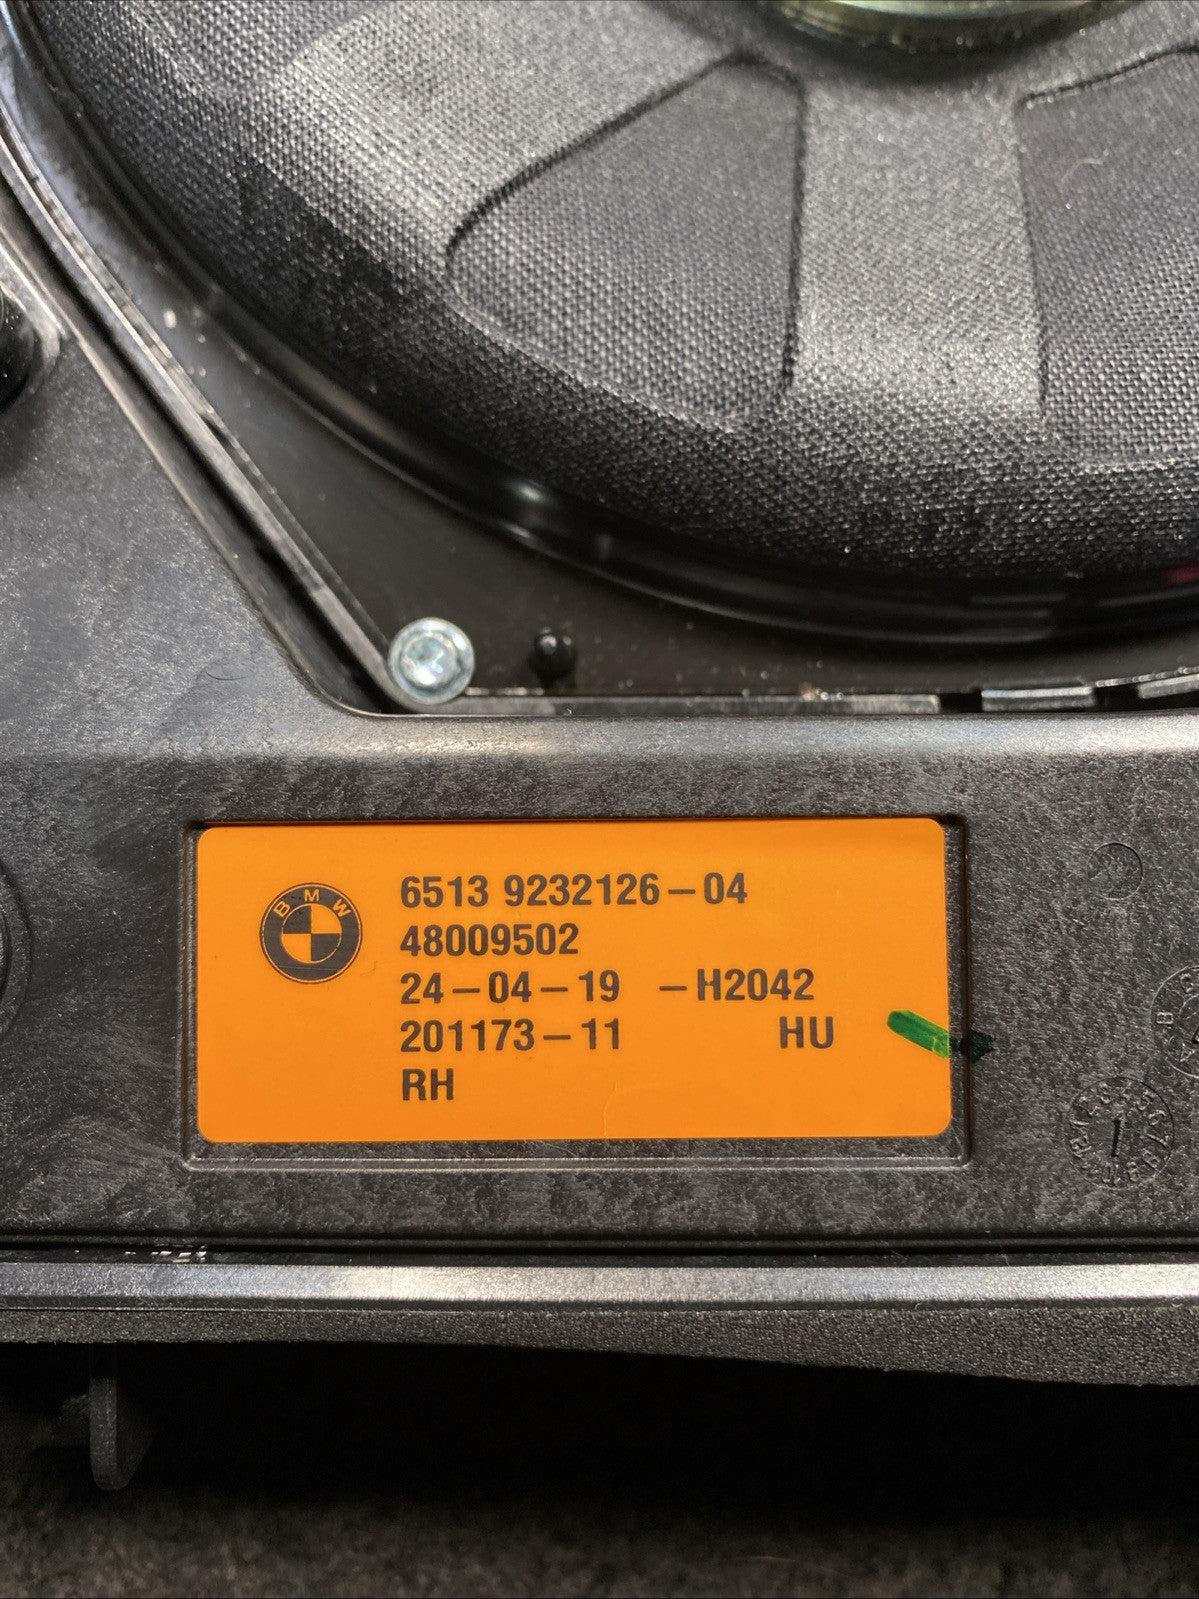 BMW
6513 9232126-04
48009502
24-04-19 -H2042
201173-11 HU
RH